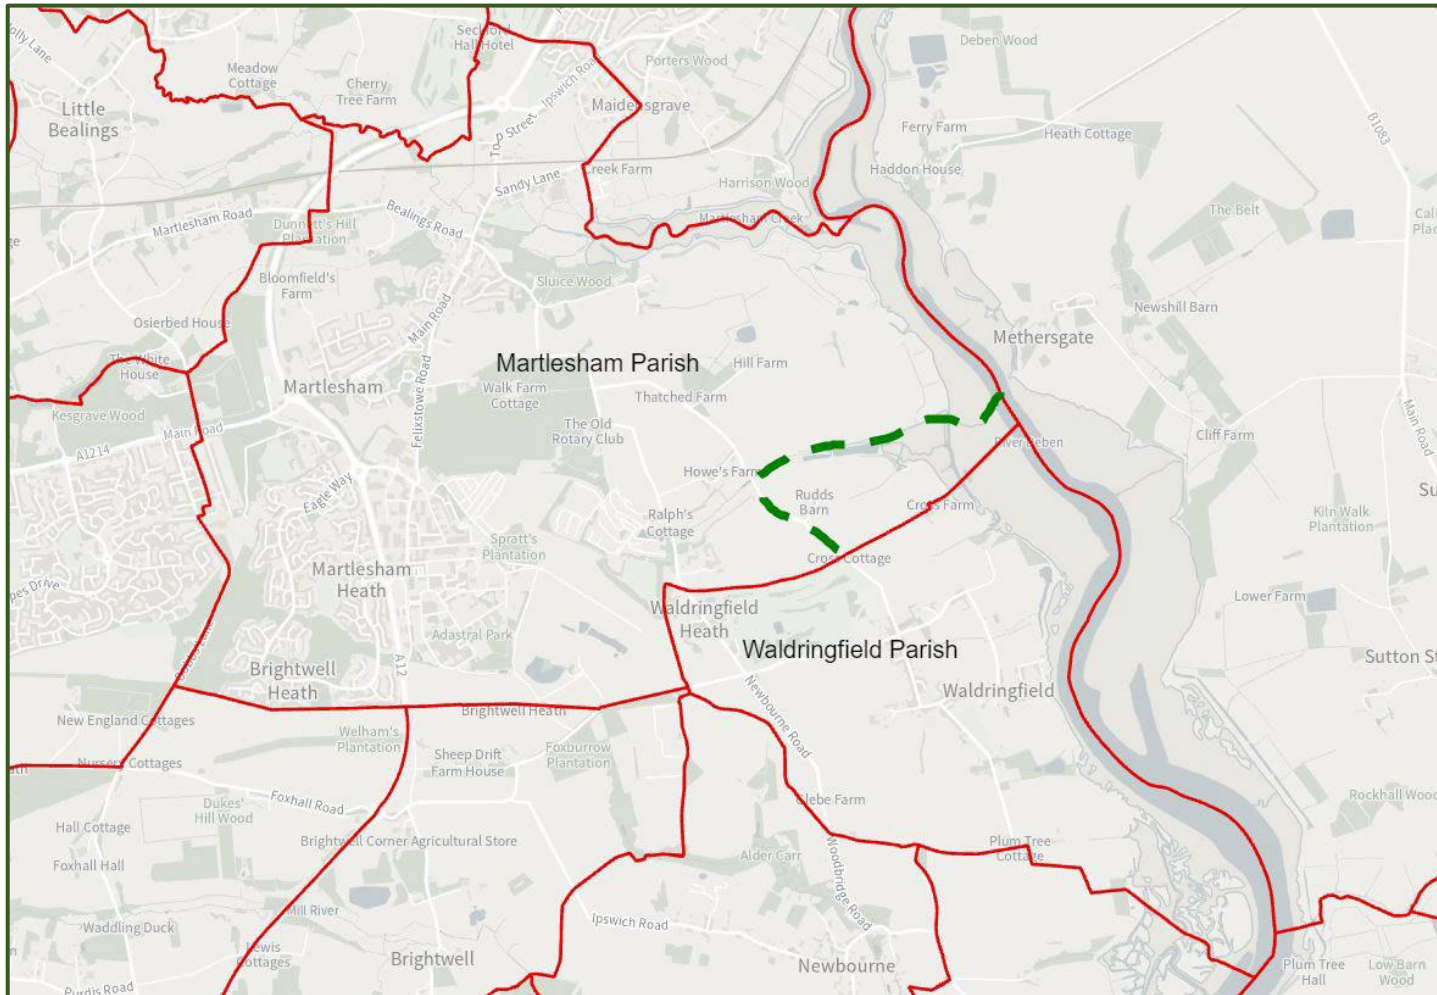 Seckford
Hall Hotel
Deben Wood
Meadow
Cottage
Cherry
Tree Farm
Porters Wood
Ipswich Road
Little
Bealings
Top Street
Ferry Farm
Heath Cottage
B1083
Creek Farm
Haddon House
Sandy Lane
Harrison Wood
Martlesham Road
Bealings Road
Dunnett's Hill
Plantation
Martlesham Creek
The Belt
Bloomfield's
Farm
Sluice Wood
Osierbed House
Main Road
Newshill Barn
Methersgate
The White
House
Martlesham Parish
Hill Farm
Martlesham
Walk Farm
Cottage
Thatched Farm
Kesgrave Wood
Main Road
Felixstowe Road
The Old
Rotary Club
Main Road
A1214
River Deben
Cliff Farm
Eagle Way
Howe's Farm
Rudds
Barn
Cross Farm
Ralph's
Cottage
Kiln Walk
Plantation
Spratt's
Plantation
Cross Cottage
Martlesham
Heath
Lower Farm
Waldringfield
Heath
Adastral Park
Waldringfield Parish
Sutton St
Brightwell
Heath
A12
Waldringfield
Newbourne Road
New England Cottages
Brightwell Heath
Welham's
Plantation
Sheep Drift
Farm House
Foxburrow
Plantation
Nursery Cottages
Foxhall Road
Glebe Farm
Rockhall Wood
Dukes'
Hill Wood
Hall Cottage
Brightwell Corner Agricultural Store
Plum Tree
Cottage
Foxhall Hall
Alder Carr
Woodbridge Road
Mill River
Waddling Duck
Ipswich Road
Lewis
Cottages
Brightwell
Newbourne
Plum Tree
Hall
Low Barn
Wood
Purdis Road